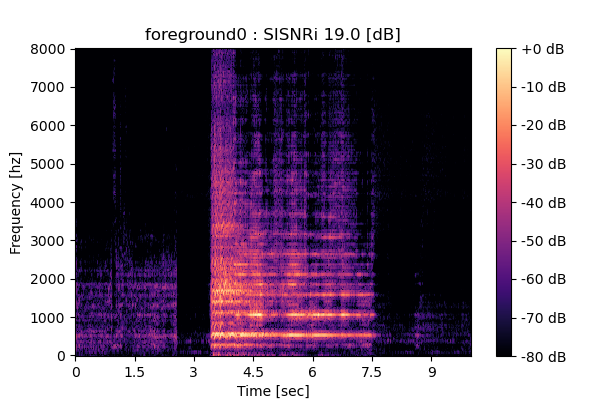 foreground0 : SISNRi 19.0 [dB]
8000
7000
6000
5000
4000
3000
2000
1000
0
Frequency [hz]
0 1.5 3 4.5 6 7.5 9
Time [sec]
+0 dB
-10 dB
-20 dB
-30 dB
-40 dB
-50 dB
-60 dB
-70 dB
-80 dB